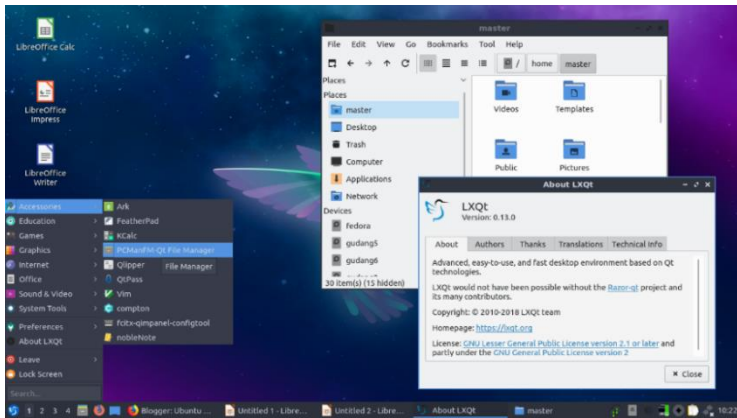 LibreOffice Calc
LibreOffice
Impress
LibreOffice
Writer
master
File Edit View Go Bookmarks Tool Help
/ home master
Places
Places
master
Desktop
Trash
Computer
Applications
Network
Devices
fedora
gudang5
gudang6
30 item(s) (15 hidden)
Videos Templates
Public Pictures
About LXQt
LXQt
Version: 0.13.0
About Authors Thanks Translations Technical Info
Advanced, easy-to-use, and fast desktop environment based on Qt
technologies.
LXQt would not have been possible without the Razor-qt project and
its many contributors.
Copyright: © 2010-2018 LXQt team
Homepage: https://lxqt.org
License: GNU Lesser General Public License version 2.1 or later and
partly under the GNU General Public License version 2
Close
Accessories
Education
Games
Graphics
Internet
Office
Sound & Video
System Tools
Preferences
About LXQt
Leave
Lock Screen
Search...
Ark
FeatherPad
KCalc
PCManFM-Qt File Manager
Qlipper
File Manager
QtPass
Vim
compton
fcitx-qimpanel-configtool
nobleNote
1 2 3 4 Blogger: Ubuntu ... Untitled 1 - Libre... Untitled 2 - Libre... About LXQt master 10:22